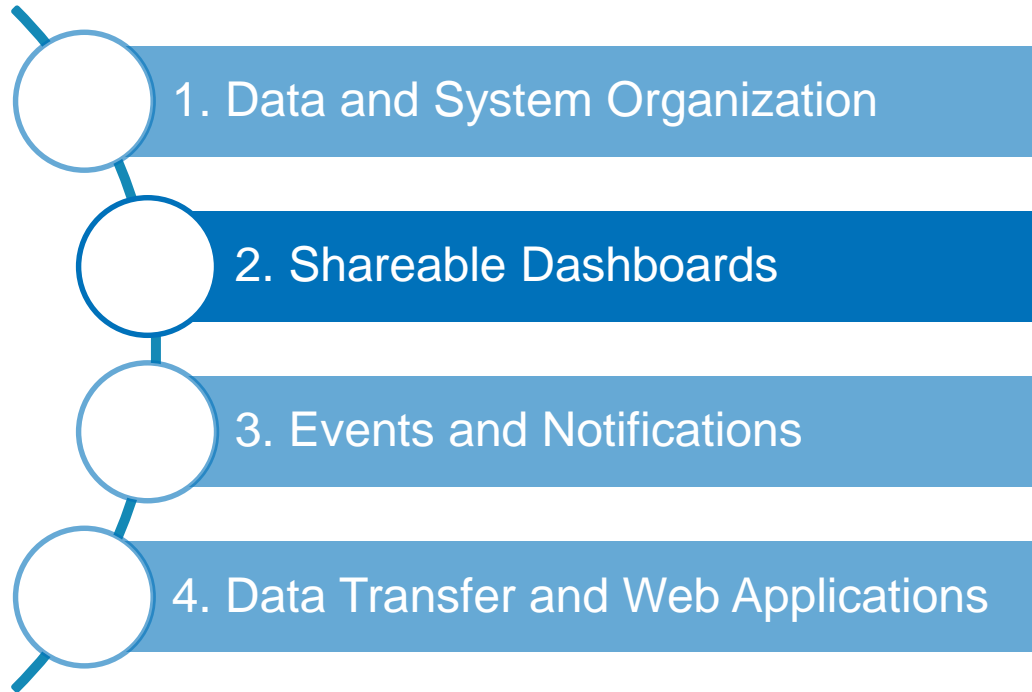 1. Data and System Organization
2. Shareable Dashboards
3. Events and Notifications
4. Data Transfer and Web Applications